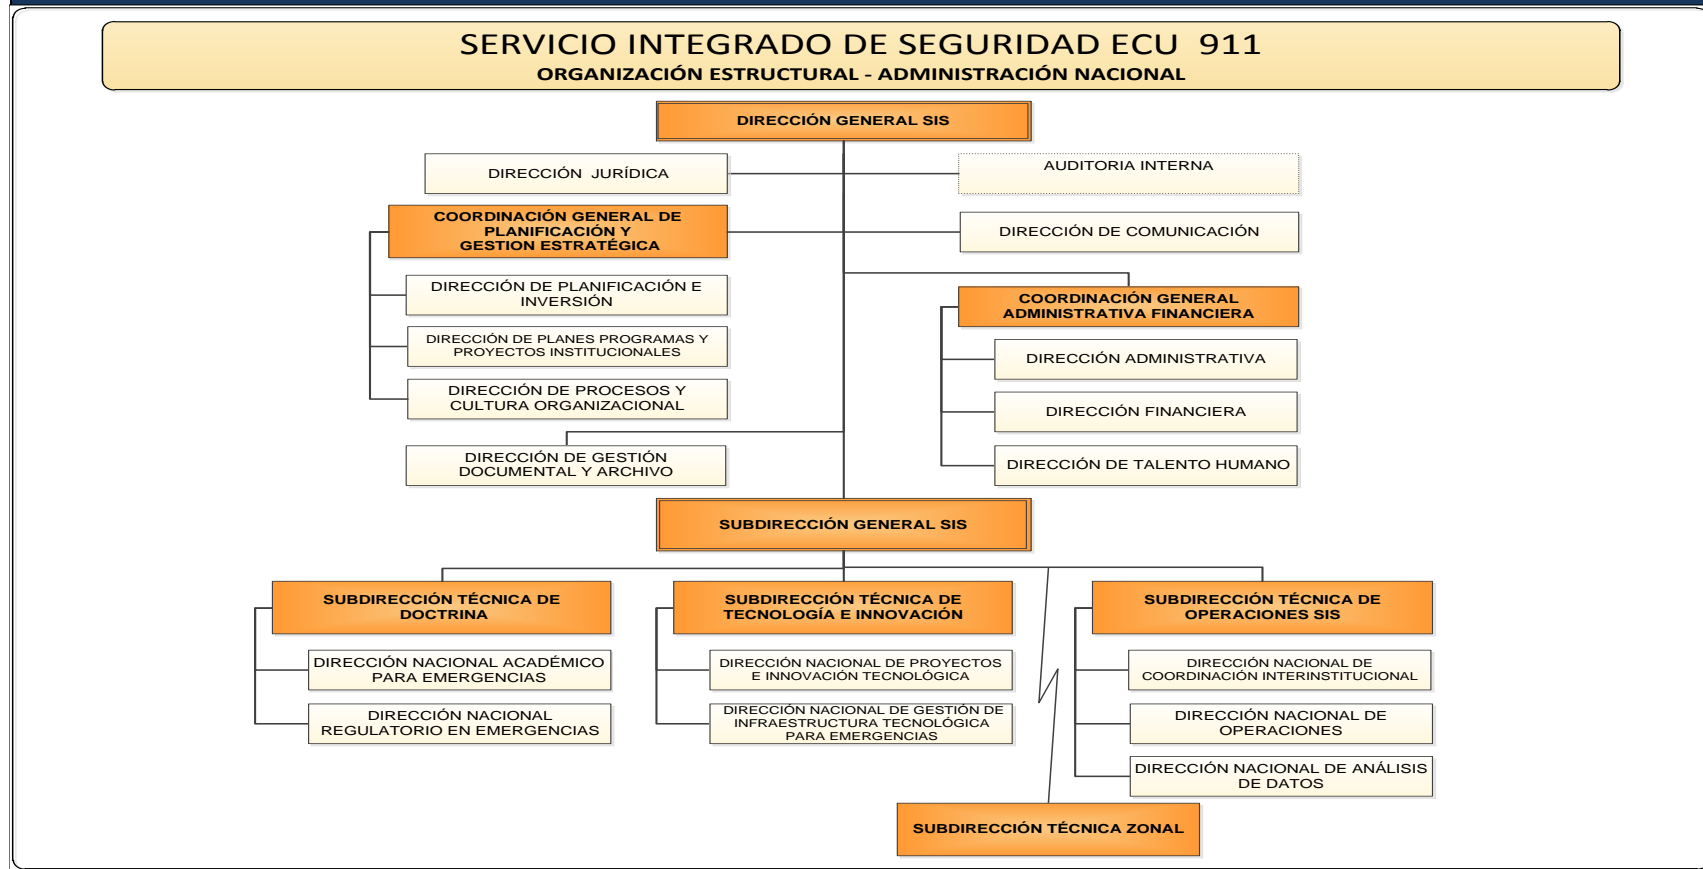 SERVICIO INTEGRADO DE SEGURIDAD ECU 911
ORGANIZACIÓN ESTRUCTURAL - ADMINISTRACIÓN NACIONAL
DIRECCIÓN GENERAL SIS
DIRECCIÓN JURÍDICA
AUDITORIA INTERNA
COORDINACIÓN GENERAL DE
PLANIFICACIÓN Y
GESTION ESTRATÉGICA
DIRECCIÓN DE COMUNICACIÓN
DIRECCIÓN DE PLANIFICACIÓN E
INVERSIÓN
DIRECCIÓN DE PLANES PROGRAMAS Y
PROYECTOS INSTITUCIONALES
DIRECCIÓN DE PROCESOS Y
CULTURA ORGANIZACIONAL
COORDINACIÓN GENERAL
ADMINISTRATIVA FINANCIERA
DIRECCIÓN ADMINISTRATIVA
DIRECCIÓN FINANCIERA
DIRECCIÓN DE TALENTO HUMANO
DIRECCIÓN DE GESTIÓN
DOCUMENTAL Y ARCHIVO
SUBDIRECCIÓN GENERAL SIS
SUBDIRECCIÓN TÉCNICA DE
DOCTRINA
DIRECCIÓN NACIONAL ACADÉMICO
PARA EMERGENCIAS
DIRECCIÓN NACIONAL
REGULATORIO EN EMERGENCIAS
SUBDIRECCIÓN TÉCNICA DE
TECNOLOGÍA E INNOVACIÓN
DIRECCIÓN NACIONAL DE PROYECTOS
E INNOVACIÓN TECNOLÓGICA
DIRECCIÓN NACIONAL DE GESTIÓN DE
INFRAESTRUCTURA TECNOLÓGICA
PARA EMERGENCIAS
SUBDIRECCIÓN TÉCNICA DE
OPERACIONES SIS
DIRECCIÓN NACIONAL DE
COORDINACIÓN INTERINSTITUCIONAL
DIRECCIÓN NACIONAL DE
OPERACIONES
DIRECCIÓN NACIONAL DE ANÁLISIS
DE DATOS
SUBDIRECCIÓN TÉCNICA ZONAL